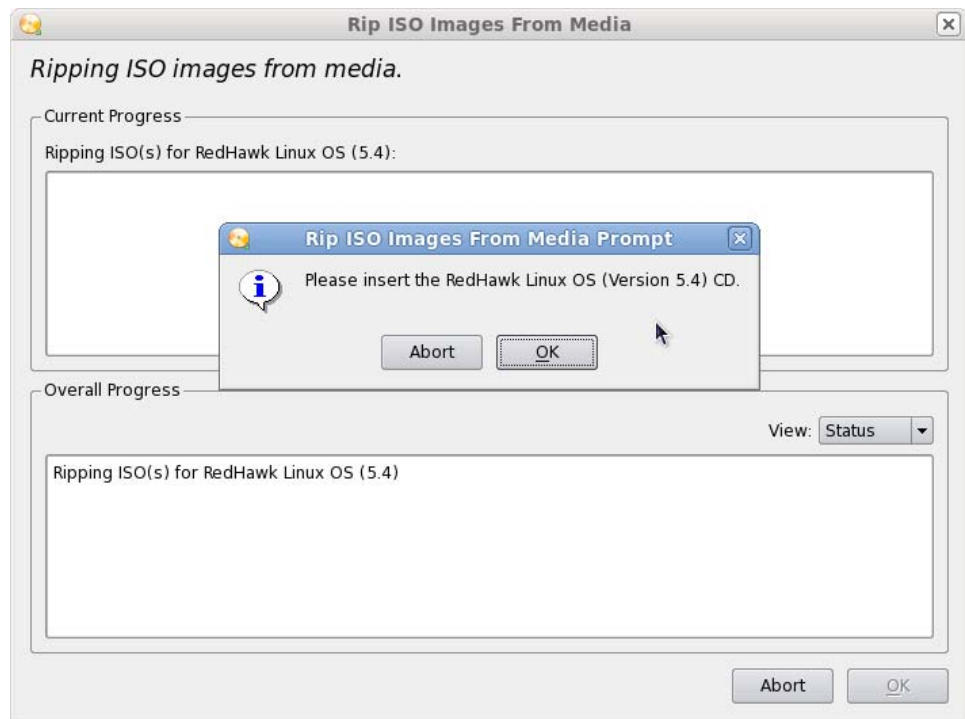 Rip ISO Images From Media
Ripping ISO images from media.
Current Progress
Ripping ISO(s) for RedHawk Linux OS (5.4):
Rip ISO Images From Media Prompt
Please insert the RedHawk Linux OS (Version 5.4) CD.
Abort OK
Overall Progress
View: Status
Ripping ISO(s) for RedHawk Linux OS (5.4)
Abort OK